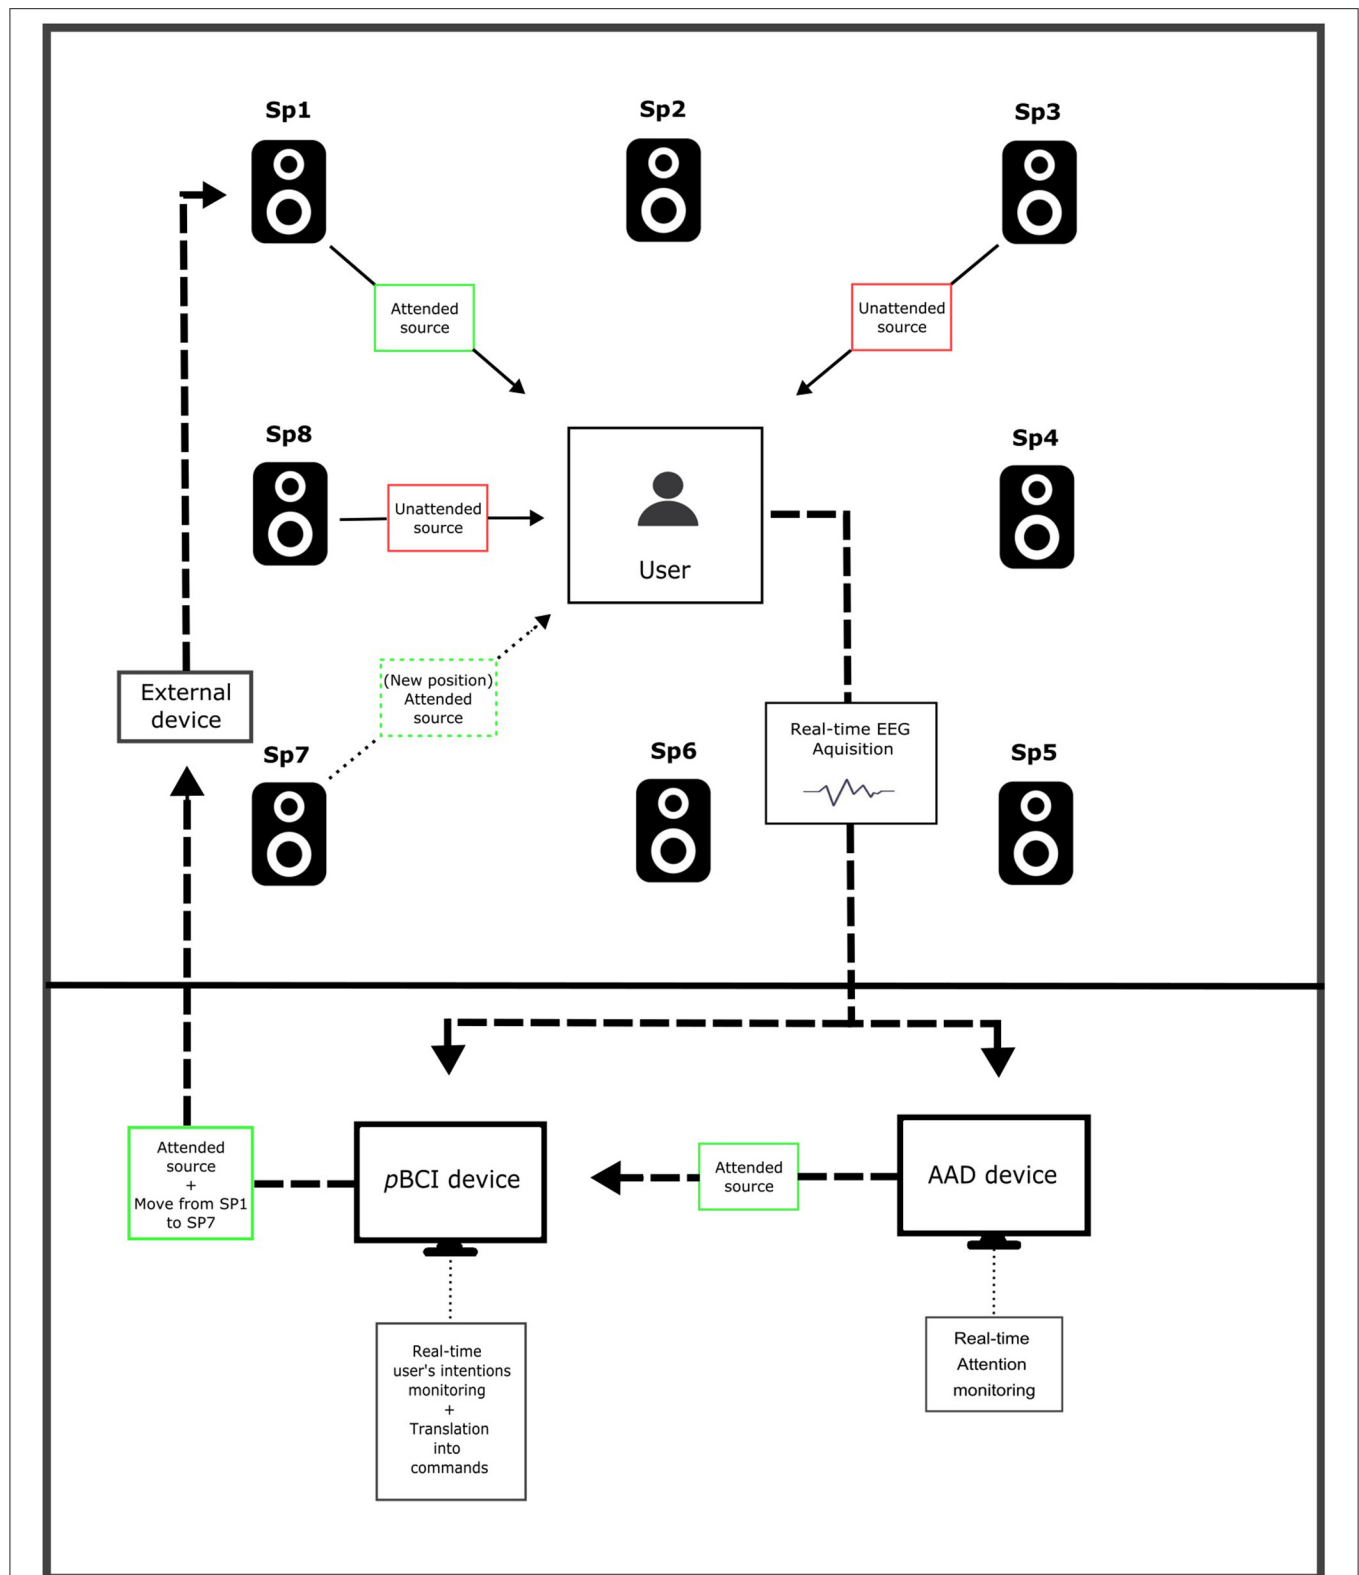 Sp1
Sp2
Sp3
Attended
source
Unattended
source
Sp8
Sp4
Unattended
source
User
(New position)
Attended
source
External
device
Real-time EEG
Aquisition
Sp7
Sp6
Sp5
Attended
source
+
Move from SP1
to SP7
pBCI device
Attended
source
AAD device
Real-time
user's intentions
monitoring
+
Translation
into
commands
Real-time
Attention
monitoring